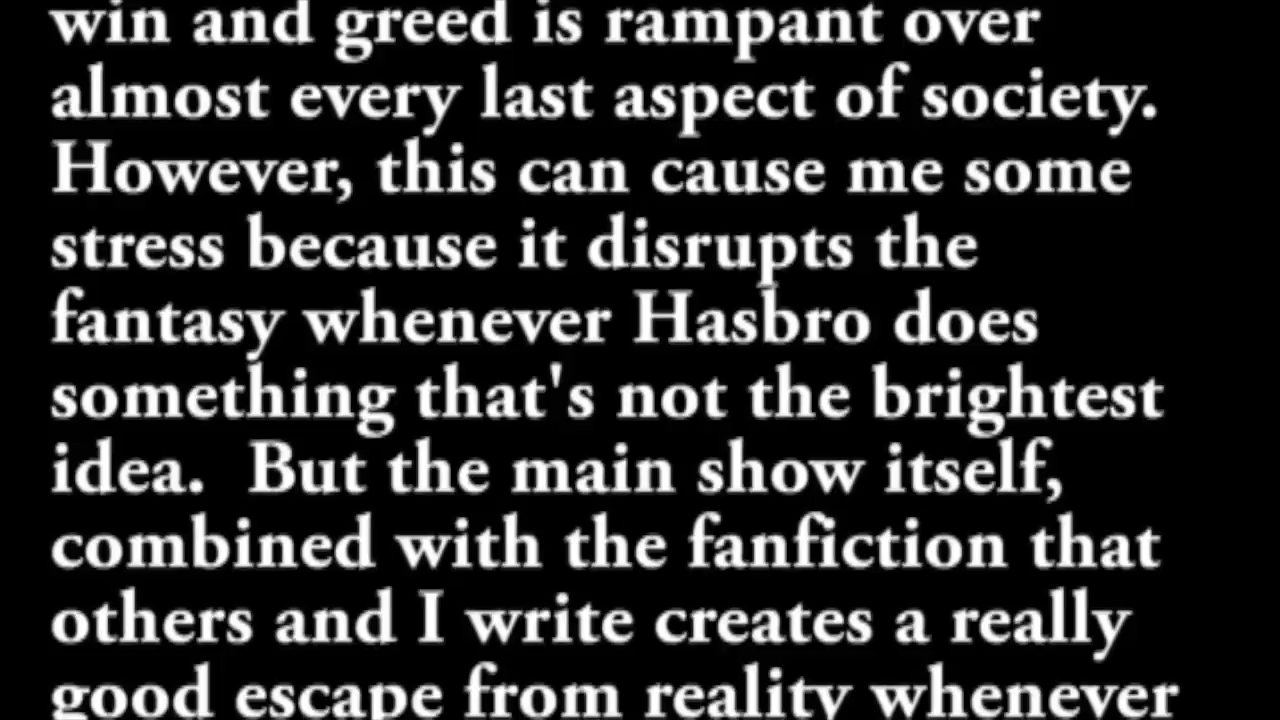 win and greed is rampant over
almost every last aspect of society.
However, this can cause me some
stress because it disrupts the
fantasy whenever Hasbro does
something that's not the brightest
idea.  But the main show itself,
combined with the fanfiction that
others and I write creates a really
good escape from reality whenever